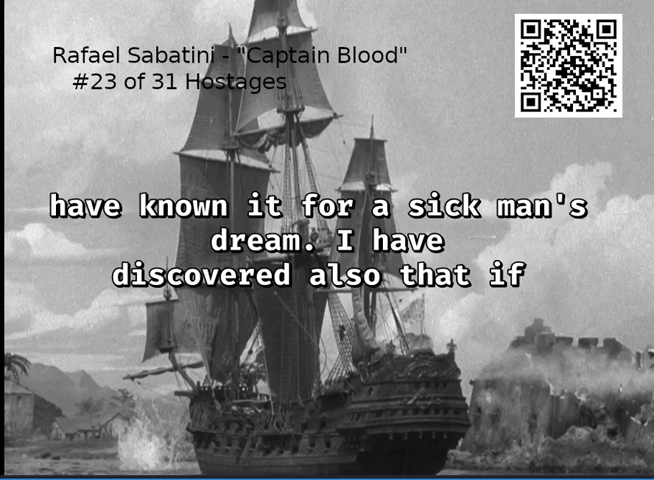 Rafael Sabatini - "Captain Blood"
#23 of 31 Hostages
have known it for a sick man's
dream. I have
discovered also that if